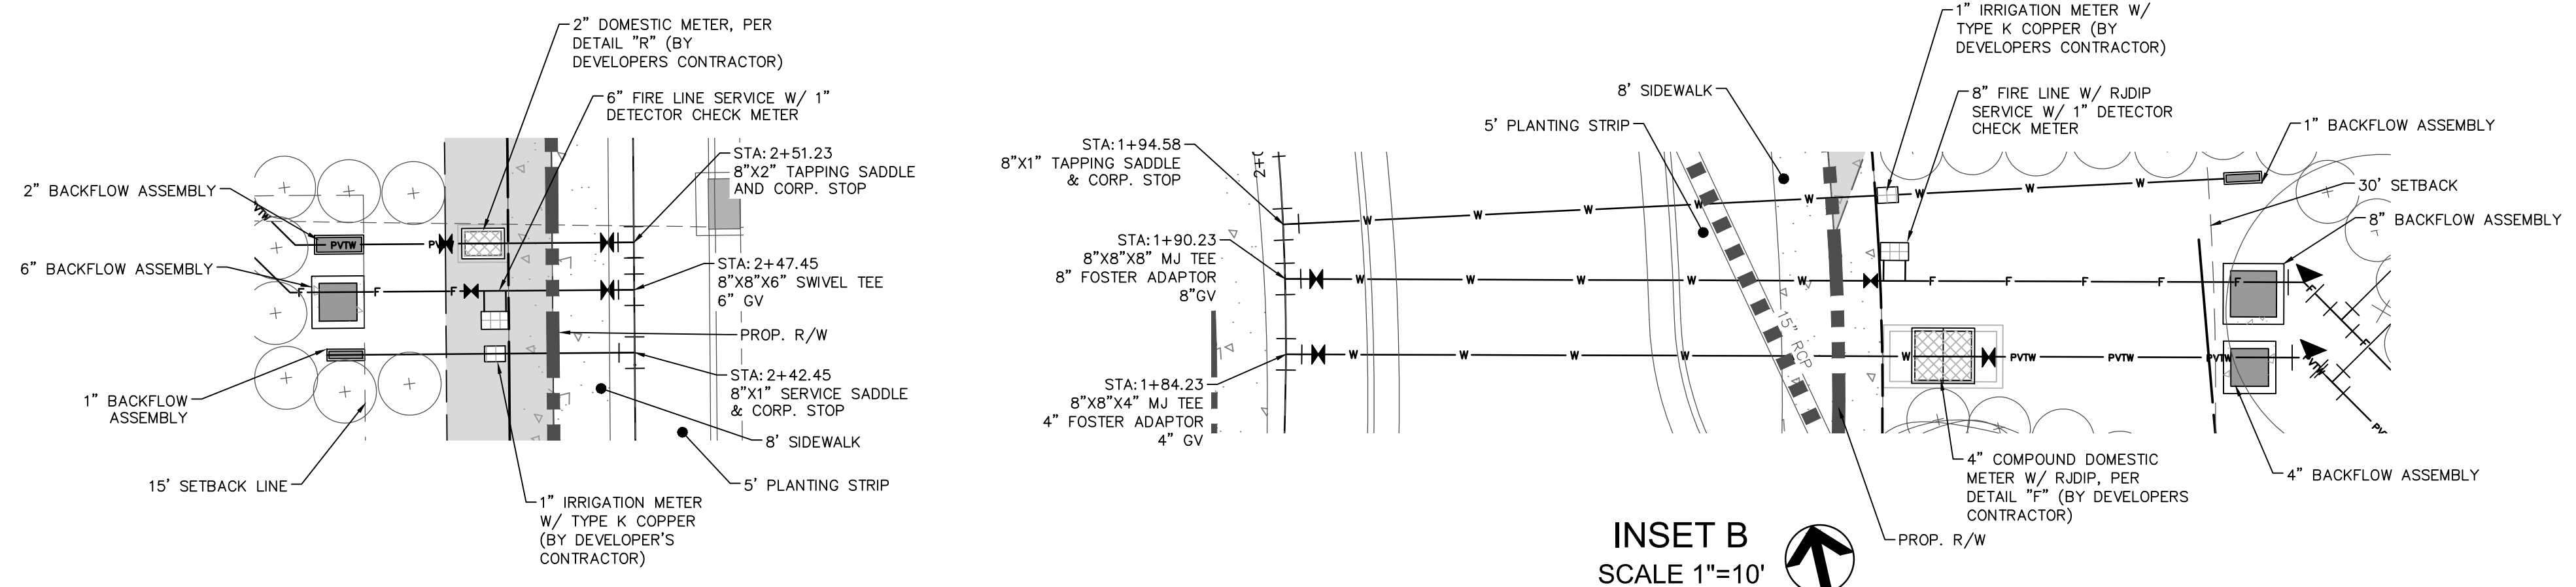 2" DOMESTIC METER, PER
DETAIL "R" (BY
DEVELOPERS CONTRACTOR)
6" FIRE LINE SERVICE W/ 1"
DETECTOR CHECK METER
STA: 2+51.23
8"X2" TAPPING SADDLE
AND CORP. STOP
2" BACKFLOW ASSEMBLY
PVTW
PVTW
6" BACKFLOW ASSEMBLY
F
F
F
STA: 2+47.45
8"X8"X6" SWIVEL TEE
6" GV
PROP. R/W
STA: 2+42.45
8"X1" SERVICE SADDLE
& CORP. STOP
1" BACKFLOW
ASSEMBLY
8' SIDEWALK
15' SETBACK LINE
5' PLANTING STRIP
1" IRRIGATION METER
W/ TYPE K COPPER
(BY DEVELOPER'S
CONTRACTOR)
1" IRRIGATION METER W/
TYPE K COPPER (BY
DEVELOPERS CONTRACTOR)
8' SIDEWALK
8" FIRE LINE W/ RJDIP
SERVICE W/ 1" DETECTOR
CHECK METER
5' PLANTING STRIP
1" BACKFLOW ASSEMBLY
STA: 1+94.58
8"X1" TAPPING SADDLE
& CORP. STOP
30' SETBACK
8" BACKFLOW ASSEMBLY
W W W W W W W W
STA: 1+90.23
8"X8"X8" MJ TEE
8" FOSTER ADAPTOR
8"GV
W W W W W F F F F F
15" RCP
STA: 1+84.23
8"X8"X4" MJ TEE
4" FOSTER ADAPTOR
4" GV
W W W W W PVTW PVTW PVTW
4" COMPOUND DOMESTIC
METER W/ RJDIP, PER
DETAIL "F" (BY DEVELOPERS
CONTRACTOR)
4" BACKFLOW ASSEMBLY
PROP. R/W
INSET B
SCALE 1"=10'